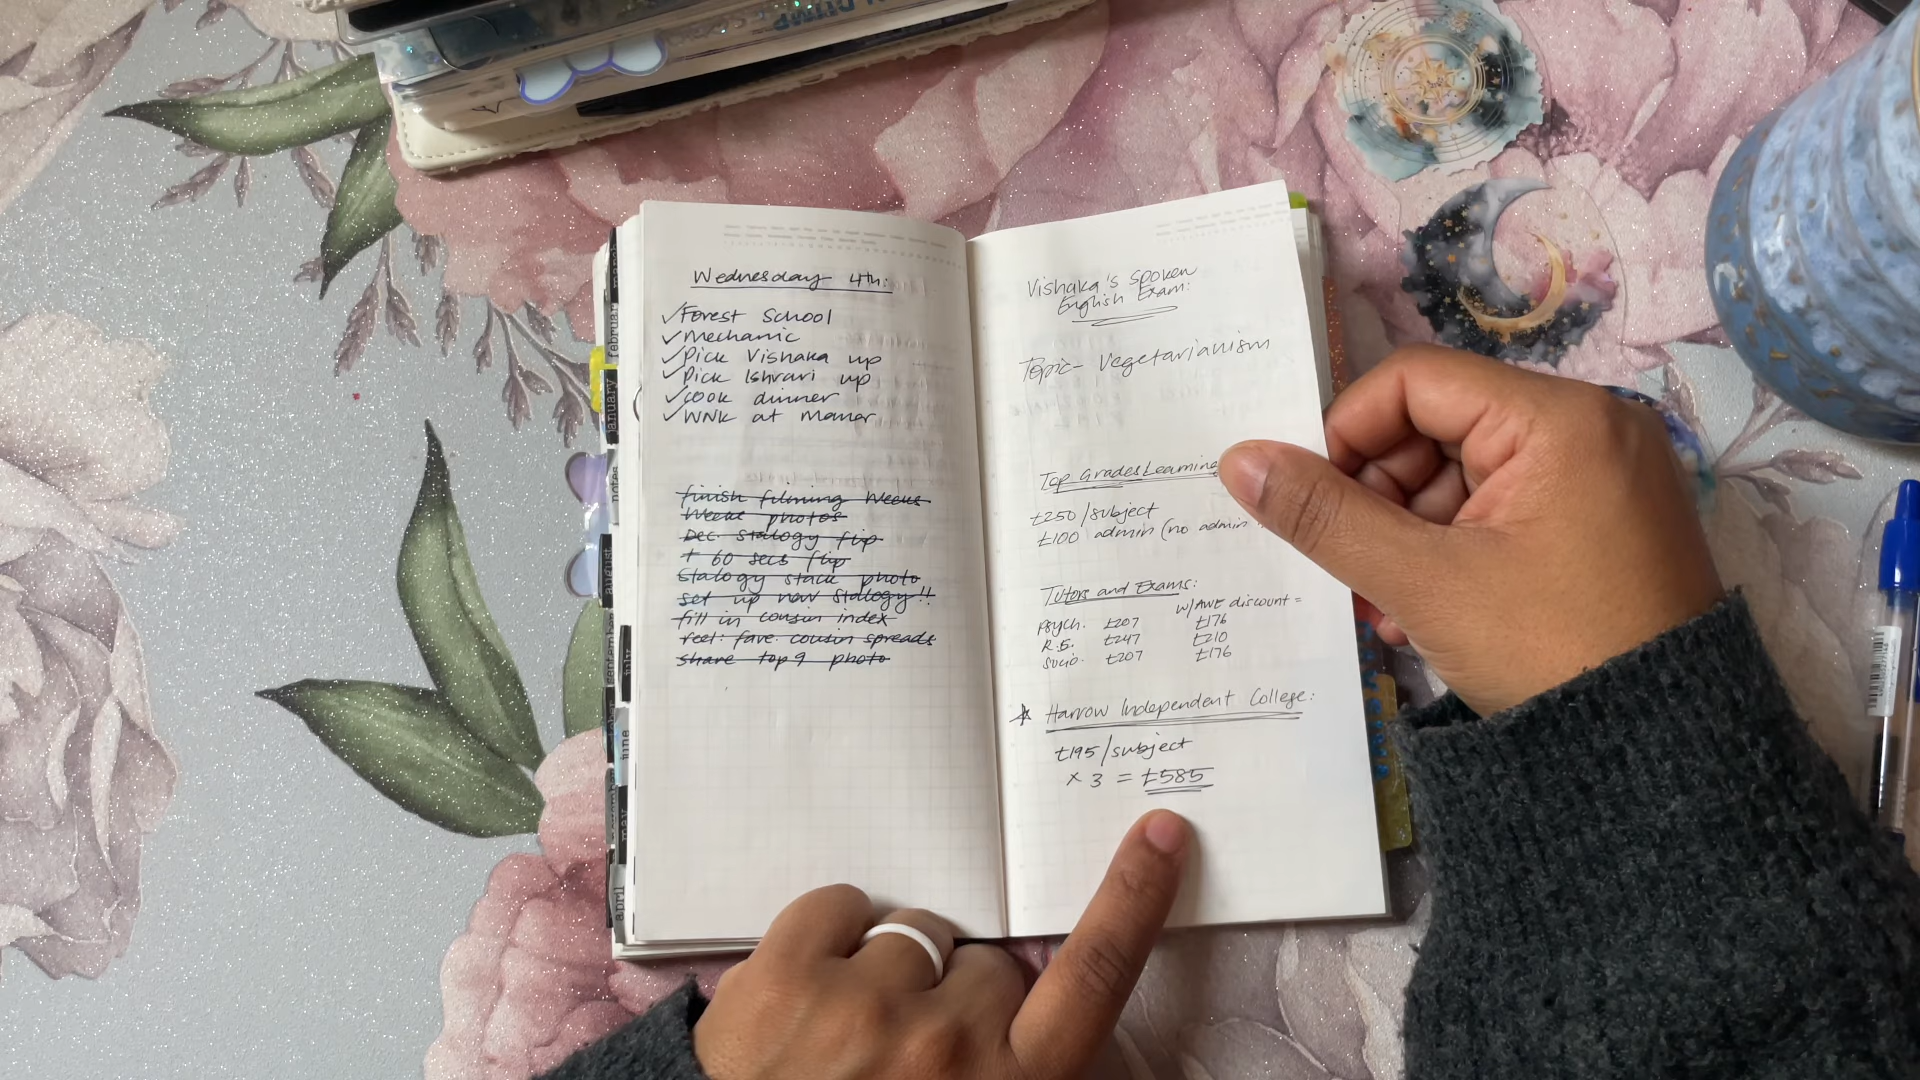 Wednesday 4th:
✓Forest School
✓Mechanic
✓Pick Vishaka up
✓Pick Ishvari up
✓cook dinner
✓WNK at Manor
finish filming Weeks
Weeks photos
Dec. stalogy flip
+ 60 secs flip
stalogy stack photo
set up new stalogy!!
fill in cousin index
reel: fave. cousin spreads
share top 9 photo
Vishaka's Spoken
English Exam:
Topic- Vegetarianism
Top Grades Learning
£250/subject
£100 admin (no admin
Tutors and Exams:
W/AWE discount =
Psych. £207 £176
R.S. £247 £210
Socio. £207 £176
☆ Harrow Independent College:
£195/subject
× 3 = £585
february
january
notes
august
september
july
june
may
april